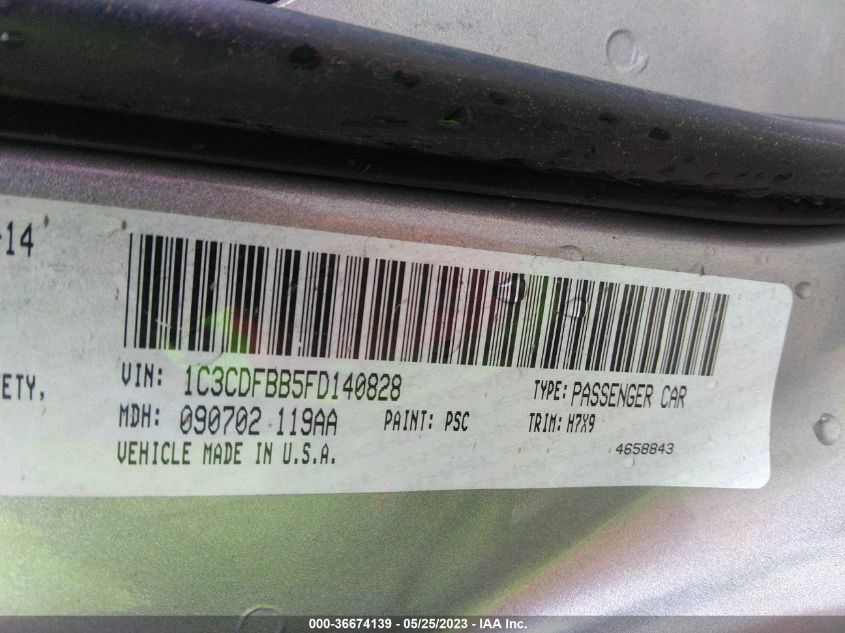 -14
ETY,
VIN: 1C3CDFBB5FD140828 TYPE: PASSENGER CAR
MDH: 090702 119AA PAINT: PSC TRIM: H7X9
VEHICLE MADE IN U.S.A. 4658843
000-36674139 - 05/25/2023 - IAA Inc.